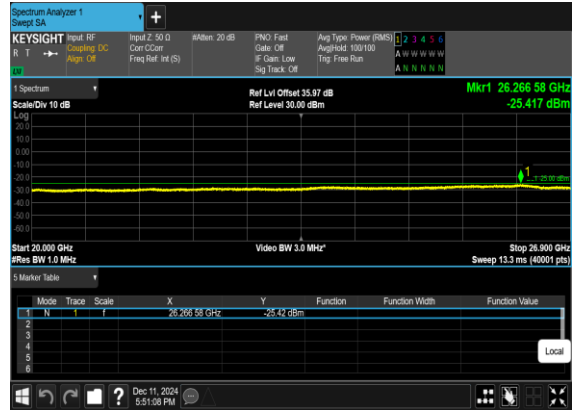 Spectrum Analyzer 1
Swept SA
+
KEYSIGHT Input: RF Input Z: 50 Ω #Atten: 20 dB PNO: Fast Avg Type: Power (RMS) 1 2 3 4 5 6
R T Coupling: DC Corr CCorr Gate: Off Avg|Hold: 100/100 A W W W W W
Align: Off Freq Ref: Int (S) IF Gain: Low Trig: Free Run
Sig Track: Off A N N N N N
1 Spectrum Ref Lvl Offset 35.97 dB Mkr1 26.266 58 GHz
Scale/Div 10 dB Ref Level 30.00 dBm -25.417 dBm
Log
20.0
10.0
0.00
-10.0
1
-20.0 -25.00 dBm
-30.0
-40.0
-50.0
-60.0
Start 20.000 GHz Video BW 3.0 MHz* Stop 26.900 GHz
#Res BW 1.0 MHz Sweep 13.3 ms (40001 pts)
5 Marker Table
Mode Trace Scale X Y Function Function Width Function Value
1 N 1 f 26.266 58 GHz -25.42 dBm
2
3
4
5
6
Local
? Dec 11, 2024
5:51:08 PM